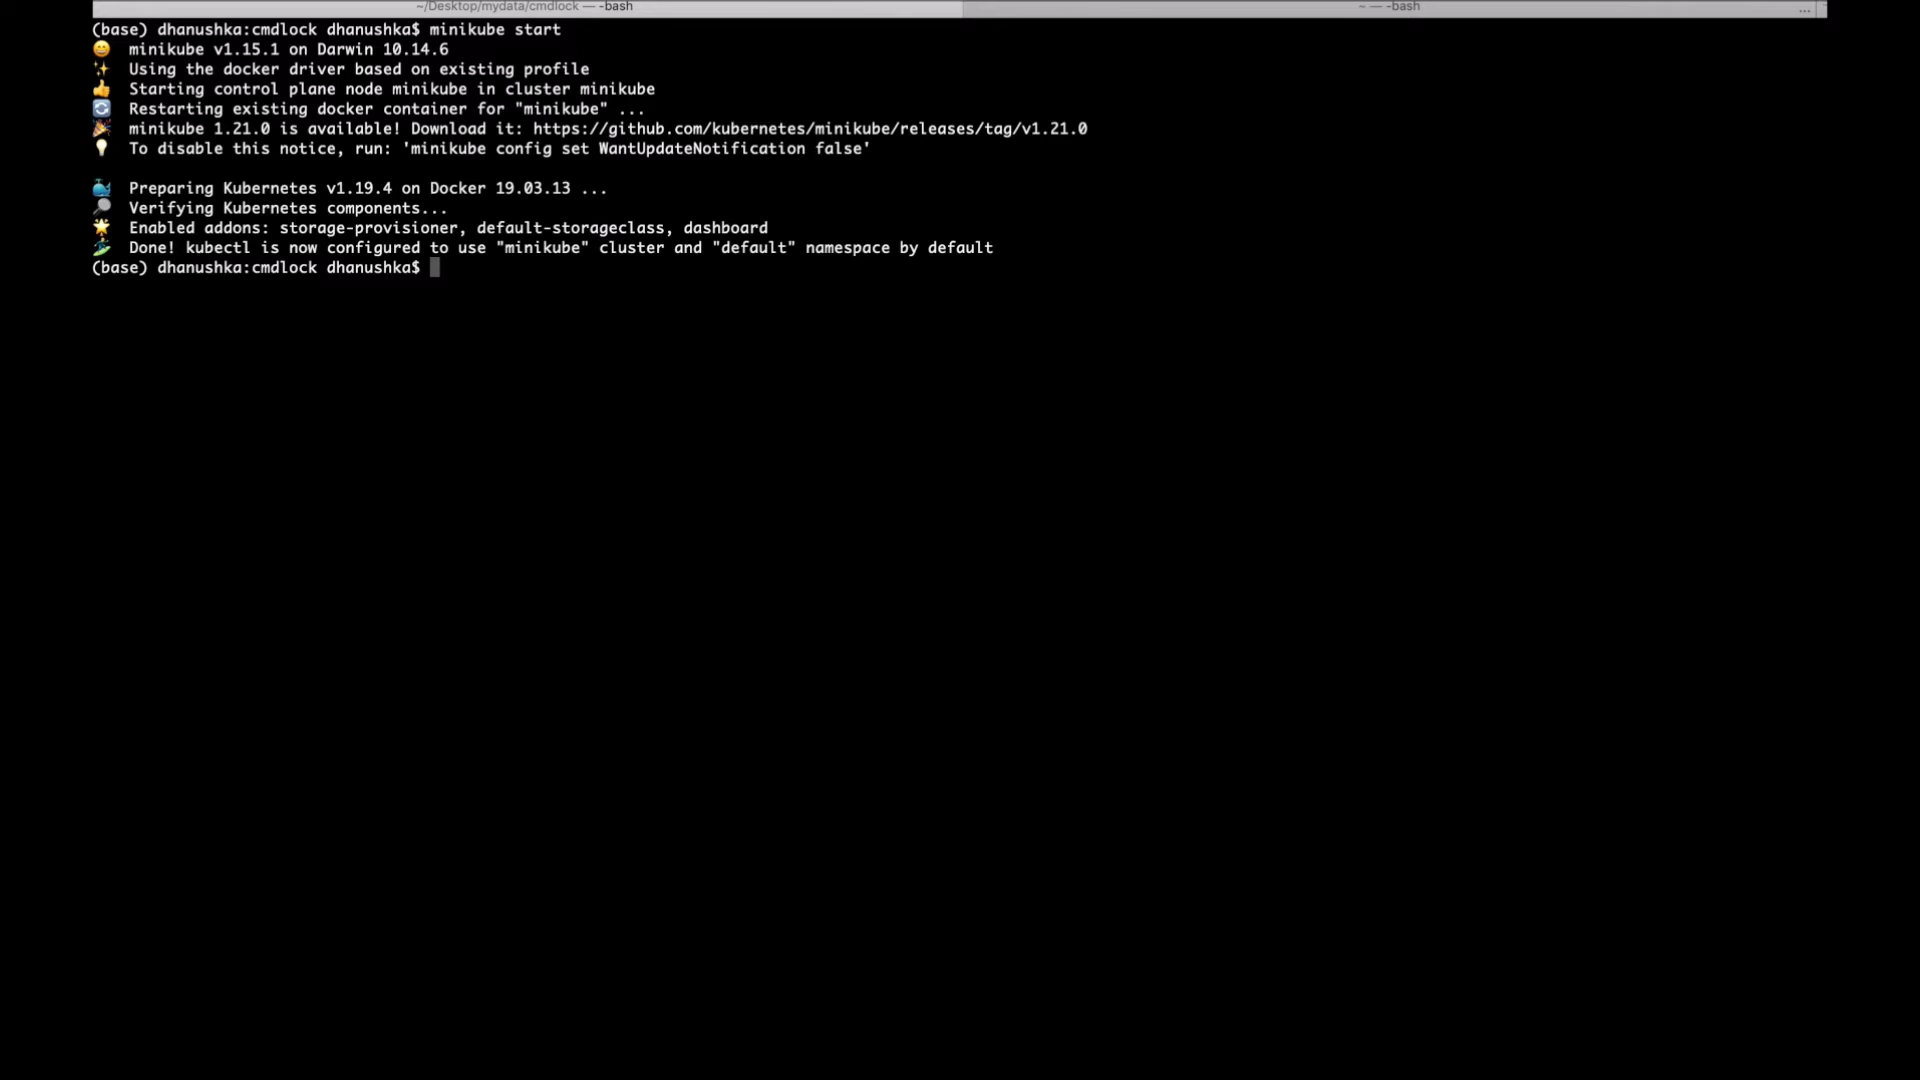 ~/Desktop/mydata/cmdlock — -bash
~ — -bash
...
(base) dhanushka:cmdlock dhanushka$ minikube start
😄 minikube v1.15.1 on Darwin 10.14.6
✨ Using the docker driver based on existing profile
👍 Starting control plane node minikube in cluster minikube
🔄 Restarting existing docker container for "minikube" ...
🎉 minikube 1.21.0 is available! Download it: https://github.com/kubernetes/minikube/releases/tag/v1.21.0
💡 To disable this notice, run: 'minikube config set WantUpdateNotification false'
🐳 Preparing Kubernetes v1.19.4 on Docker 19.03.13 ...
🔎 Verifying Kubernetes components...
🌟 Enabled addons: storage-provisioner, default-storageclass, dashboard
🏄 Done! kubectl is now configured to use "minikube" cluster and "default" namespace by default
(base) dhanushka:cmdlock dhanushka$